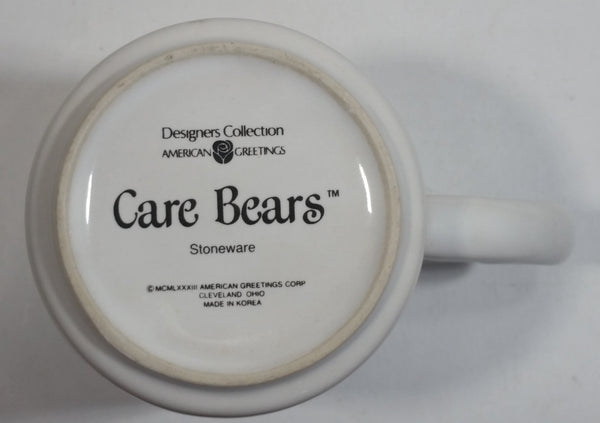 Designers Collection
AMERICAN GREETINGS
Care Bears™
Stoneware
© MCMLXXXIII AMERICAN GREETINGS CORP
CLEVELAND OHIO
MADE IN KOREA